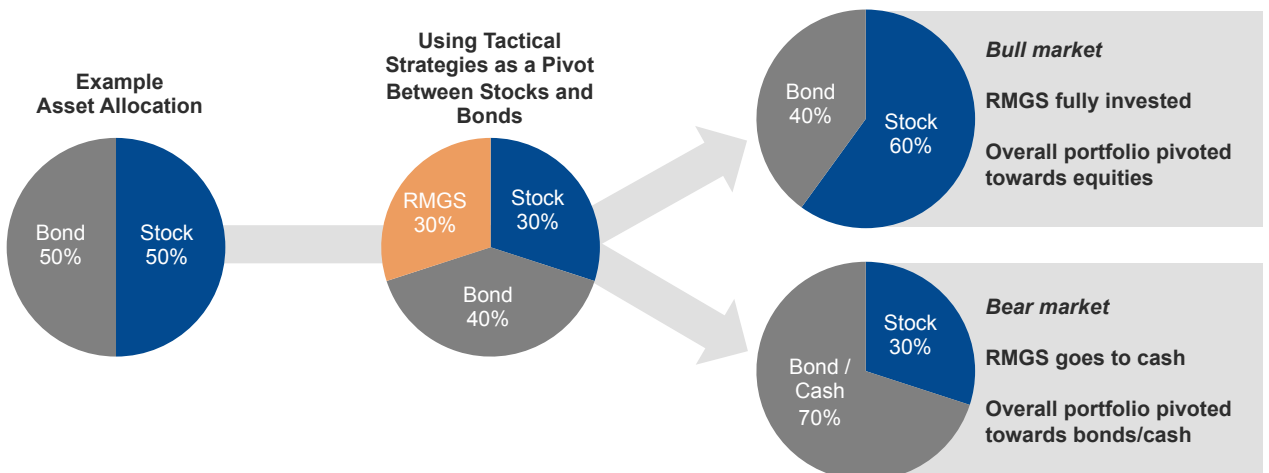 Example
Asset Allocation
Bond
50%
Stock
50%
Using Tactical
Strategies as a Pivot
Between Stocks and
Bonds
RMGS
30%
Stock
30%
Bond
40%
Bond
40%
Stock
60%
Bull market
RMGS fully invested
Overall portfolio pivoted
towards equities
Stock
30%
Bond /
Cash
70%
Bear market
RMGS goes to cash
Overall portfolio pivoted
towards bonds/cash